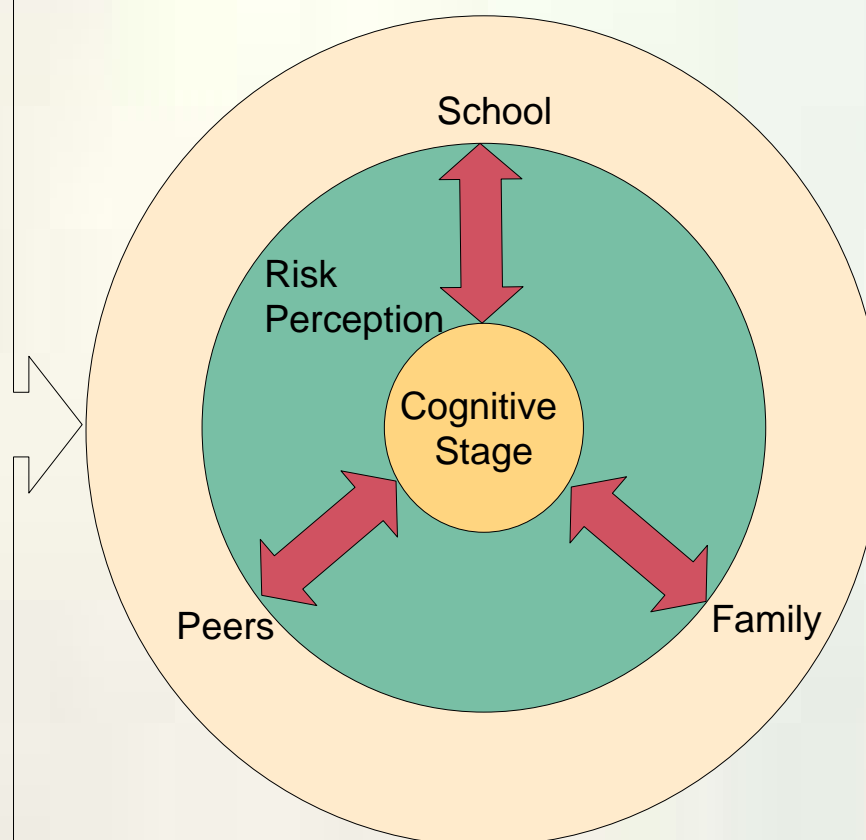 School
Risk
Perception
Cognitive
Stage
Peers
Family